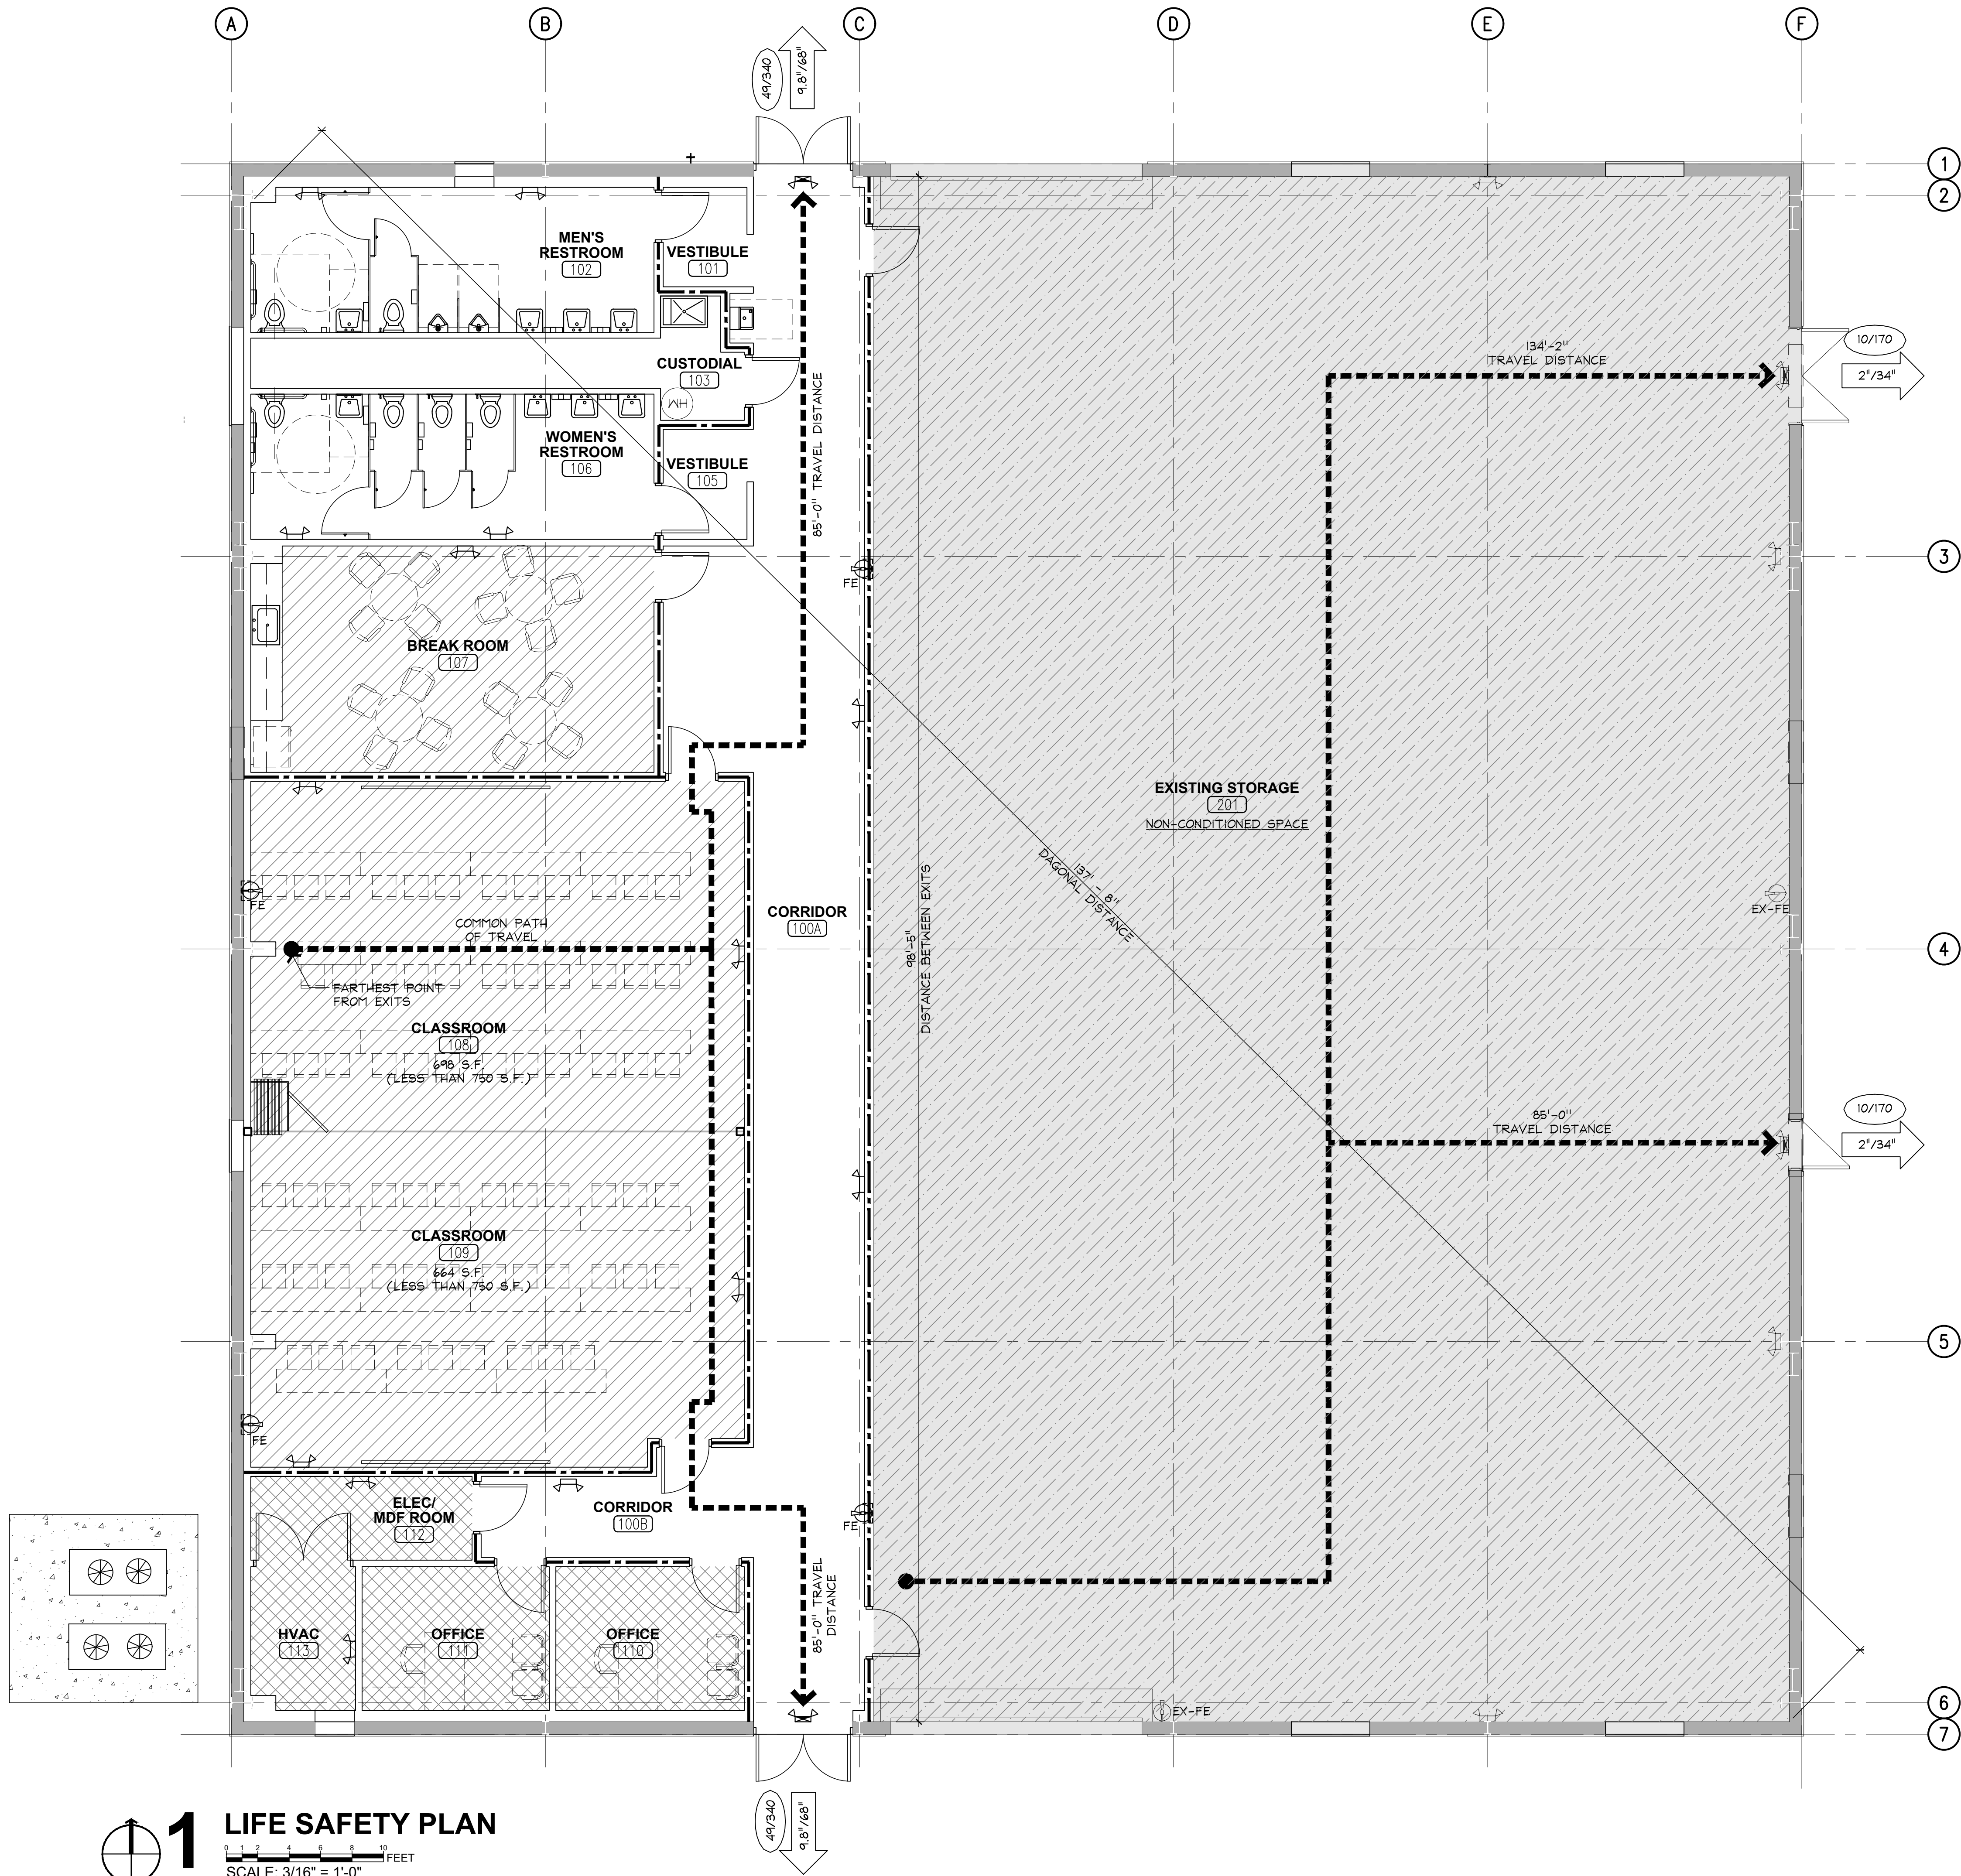 A
B
C
D
E
F
49/340
9.8"/68"
1
2
MEN'S
RESTROOM
102
VESTIBULE
101
10/170
2"/34"
134'-2"
TRAVEL DISTANCE
CUSTODIAL
103
WH
85'-0" TRAVEL DISTANCE
WOMEN'S
RESTROOM
106
VESTIBULE
105
3
FE
BREAK ROOM
107
EXISTING STORAGE
201
NON-CONDITIONED SPACE
137' - 8"
DAGONAL DISTANCE
98'-5"
DISTANCE BETWEEN EXITS
FE
EX-FE
CORRIDOR
100A
COMMON PATH
OF TRAVEL
4
FARTHEST POINT
FROM EXITS
CLASSROOM
108
698 S.F.
(LESS THAN 750 S.F.)
10/170
2"/34"
85'-0"
TRAVEL DISTANCE
CLASSROOM
109
664 S.F.
(LESS THAN 750 S.F.)
5
FE
ELEC/
MDF ROOM
112
CORRIDOR
100B
FE
85'-0" TRAVEL
DISTANCE
HVAC
113
OFFICE
111
OFFICE
110
6
EX-FE
7
49/340
9.8"/68"
1
LIFE SAFETY PLAN
0 1 2 4 6 8 10
FEET
SCALE: 3/16" = 1'-0"